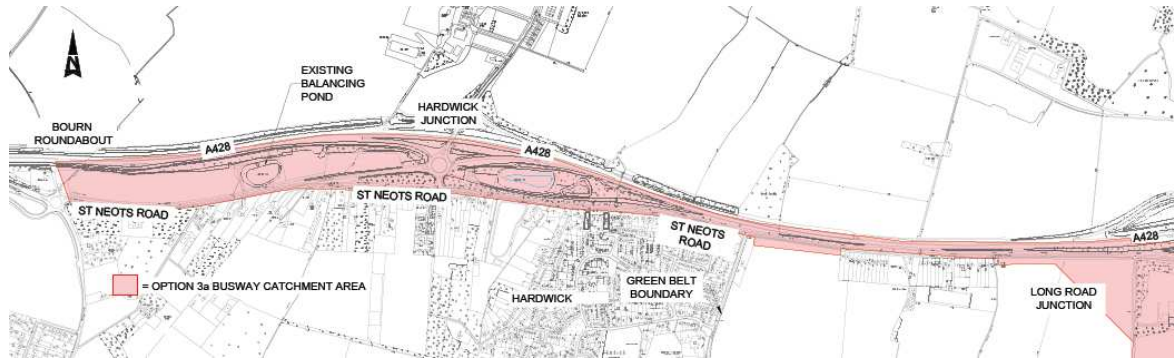 N
EXISTING
BALANCING
POND
HARDWICK
JUNCTION
BOURN
ROUNDABOUT
A428
A428
ST NEOTS ROAD
ST NEOTS ROAD
ST NEOTS
ROAD
A428
= OPTION 3a BUSWAY CATCHMENT AREA
HARDWICK
GREEN BELT
BOUNDARY
LONG ROAD
JUNCTION